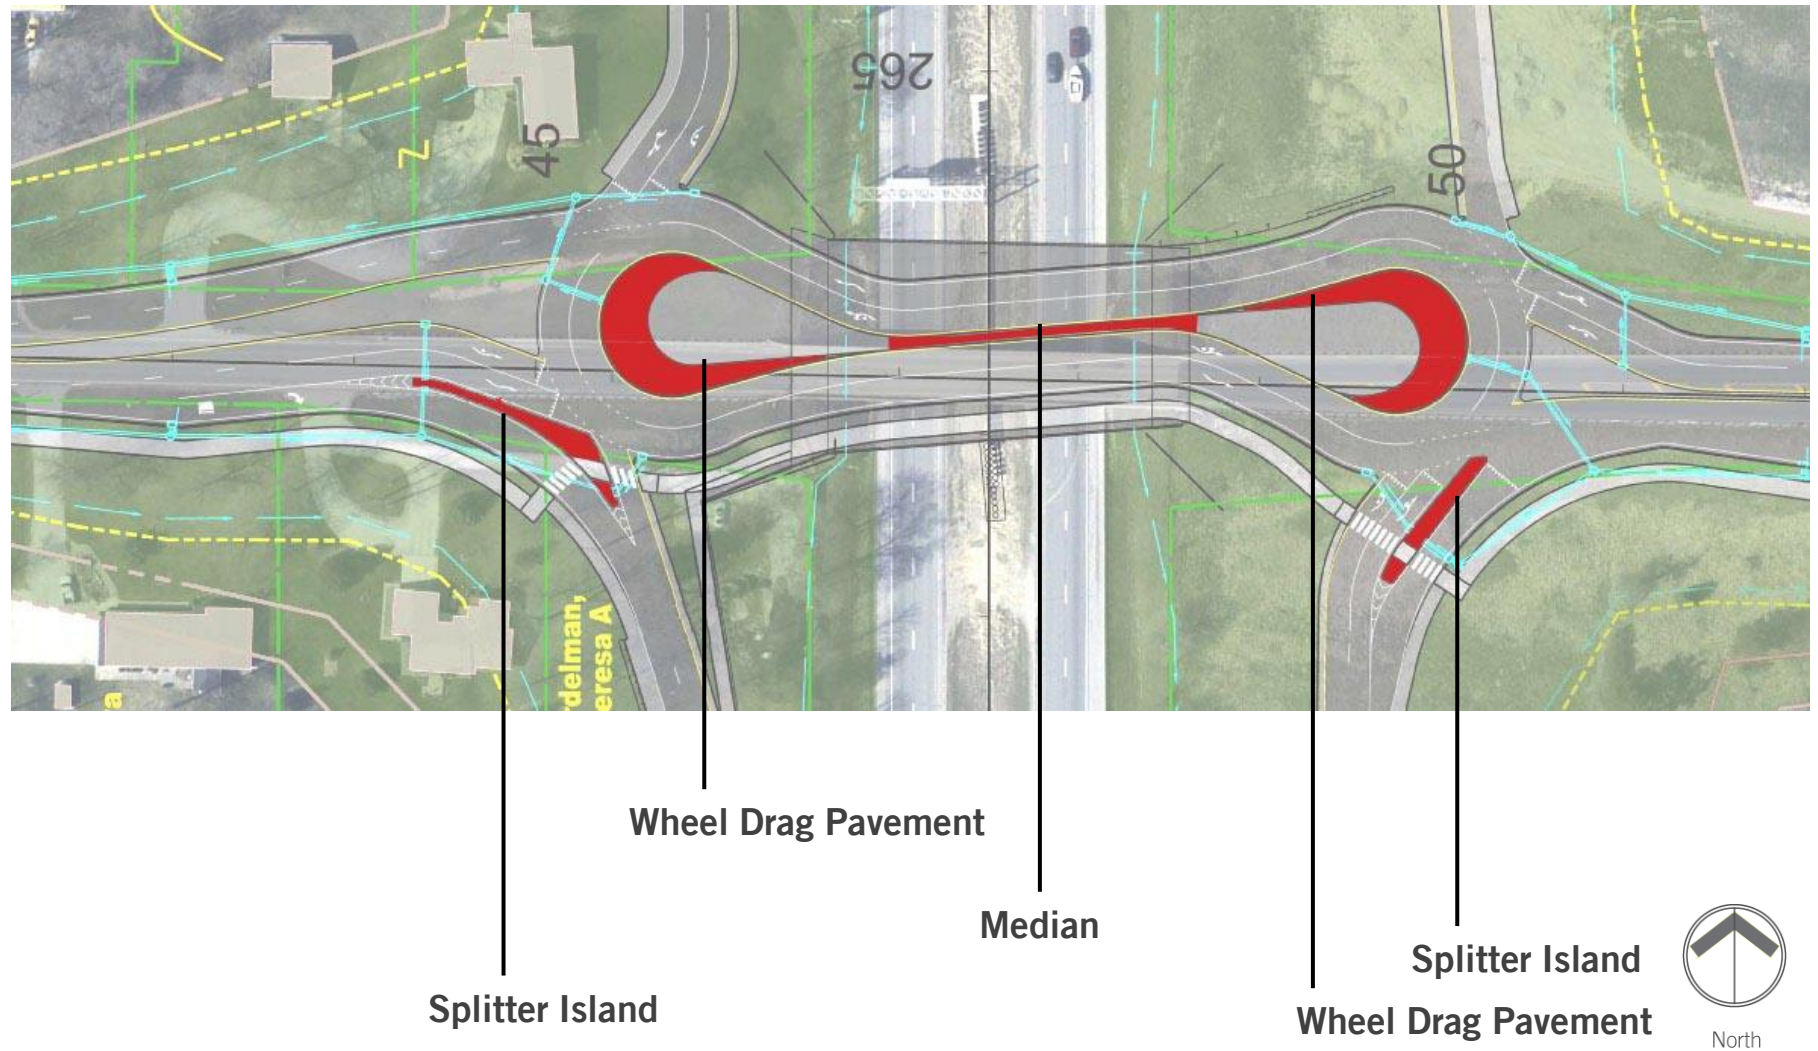 265
45
50
N
rdelman,
eresa A
a
Wheel Drag Pavement
Median
Splitter Island
Splitter Island
Wheel Drag Pavement
North